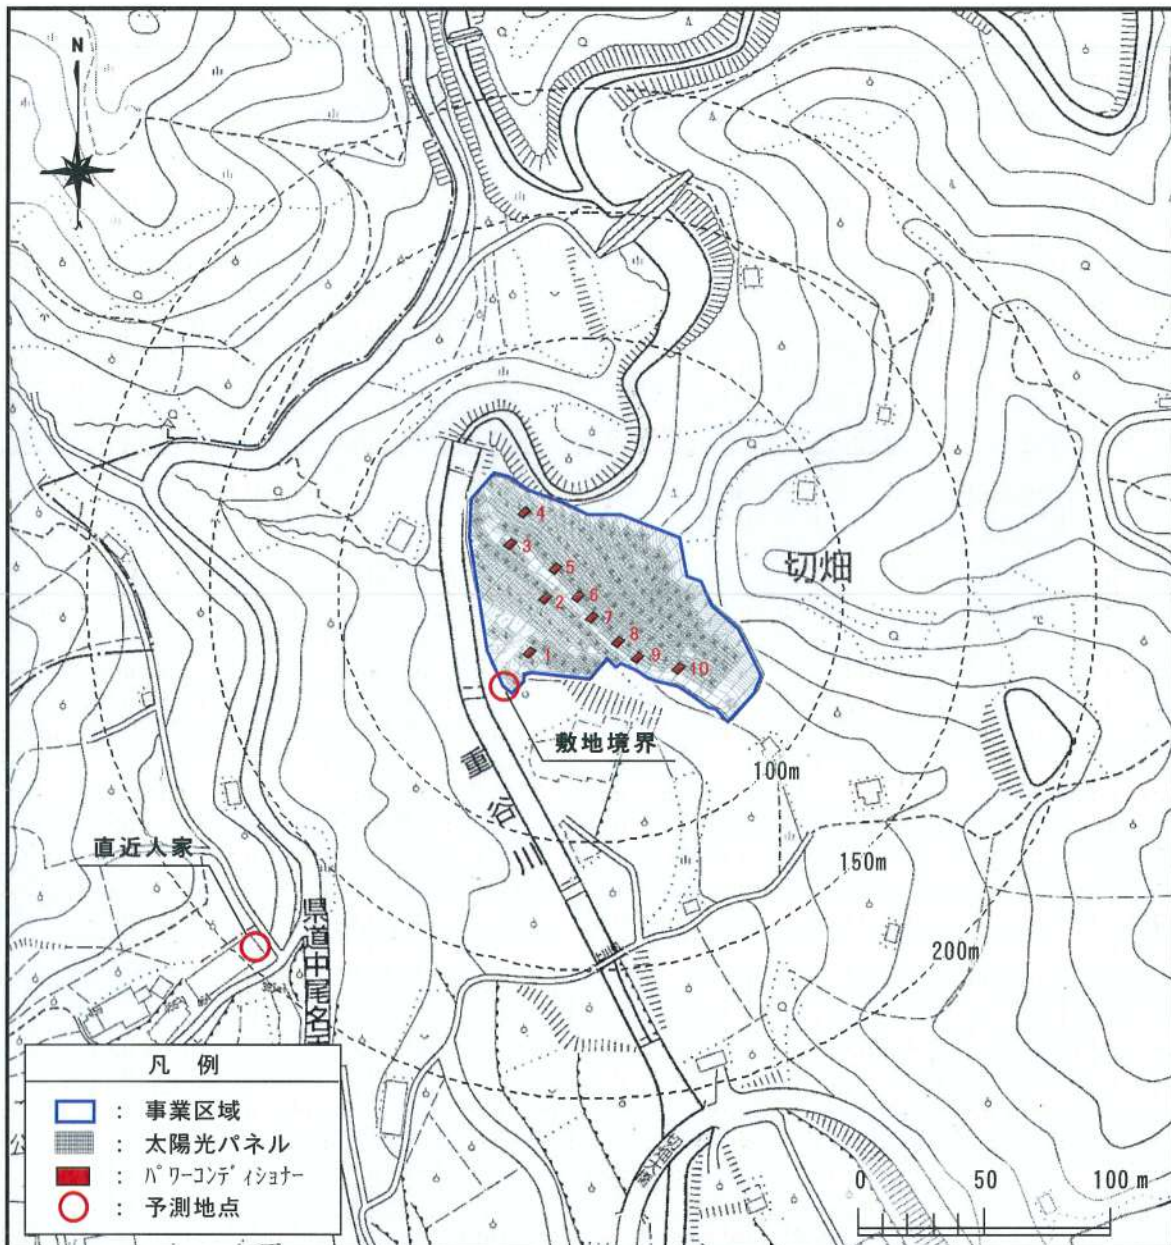 N
4
3
5
2
6
7
8
1
9
10
切畑
敷地境界
重名川
100m
150m
200m
直近人家
県道中尾名
凡 例
： 事業区域
： 太陽光パネル
： ﾊﾟﾜｰｺﾝﾃﾞｨｼｮﾅｰ
： 予測地点
0 50 100 m